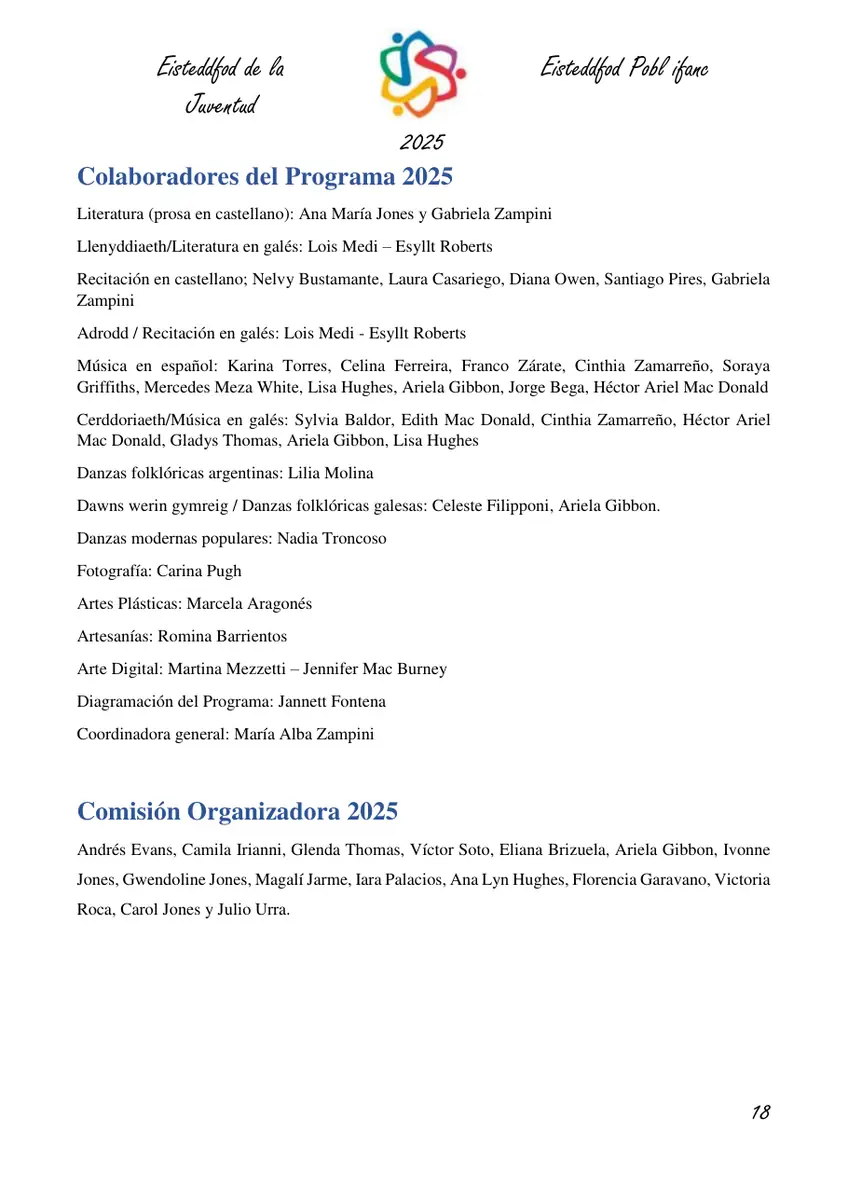 Eisteddfod de la
Juventud
Eisteddfod Pobl ifanc
2025
Colaboradores del Programa 2025
Literatura (prosa en castellano): Ana María Jones y Gabriela Zampini
Llenyddiaeth/Literatura en galés: Lois Medi – Esyllt Roberts
Recitación en castellano; Nelvy Bustamante, Laura Casariego, Diana Owen, Santiago Pires, Gabriela
Zampini
Adrodd / Recitación en galés: Lois Medi - Esyllt Roberts
Música en español: Karina Torres, Celina Ferreira, Franco Zárate, Cinthia Zamarreño, Soraya
Griffiths, Mercedes Meza White, Lisa Hughes, Ariela Gibbon, Jorge Bega, Héctor Ariel Mac Donald
Cerddoriaeth/Música en galés: Sylvia Baldor, Edith Mac Donald, Cinthia Zamarreño, Héctor Ariel
Mac Donald, Gladys Thomas, Ariela Gibbon, Lisa Hughes
Danzas folklóricas argentinas: Lilia Molina
Dawns werin gymreig / Danzas folklóricas galesas: Celeste Filipponi, Ariela Gibbon.
Danzas modernas populares: Nadia Troncoso
Fotografía: Carina Pugh
Artes Plásticas: Marcela Aragonés
Artesanías: Romina Barrientos
Arte Digital: Martina Mezzetti – Jennifer Mac Burney
Diagramación del Programa: Jannett Fontena
Coordinadora general: María Alba Zampini
Comisión Organizadora 2025
Andrés Evans, Camila Irianni, Glenda Thomas, Víctor Soto, Eliana Brizuela, Ariela Gibbon, Ivonne
Jones, Gwendoline Jones, Magalí Jarme, Iara Palacios, Ana Lyn Hughes, Florencia Garavano, Victoria
Roca, Carol Jones y Julio Urra.
18